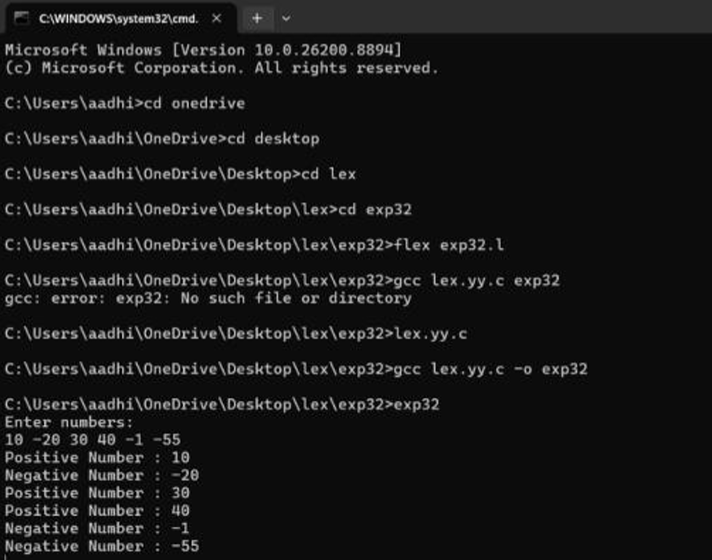 C:\WINDOWS\system32\cmd.
Microsoft Windows [Version 10.0.26200.8894]
(c) Microsoft Corporation. All rights reserved.
C:\Users\aadhi>cd onedrive
C:\Users\aadhi\OneDrive>cd desktop
C:\Users\aadhi\OneDrive\Desktop>cd lex
C:\Users\aadhi\OneDrive\Desktop\lex>cd exp32
C:\Users\aadhi\OneDrive\Desktop\lex\exp32>flex exp32.l
C:\Users\aadhi\OneDrive\Desktop\lex\exp32>gcc lex.yy.c exp32
gcc: error: exp32: No such file or directory
C:\Users\aadhi\OneDrive\Desktop\lex\exp32>lex.yy.c
C:\Users\aadhi\OneDrive\Desktop\lex\exp32>gcc lex.yy.c -o exp32
C:\Users\aadhi\OneDrive\Desktop\lex\exp32>exp32
Enter numbers:
10 -20 30 40 -1 -55
Positive Number : 10
Negative Number : -20
Positive Number : 30
Positive Number : 40
Negative Number : -1
Negative Number : -55